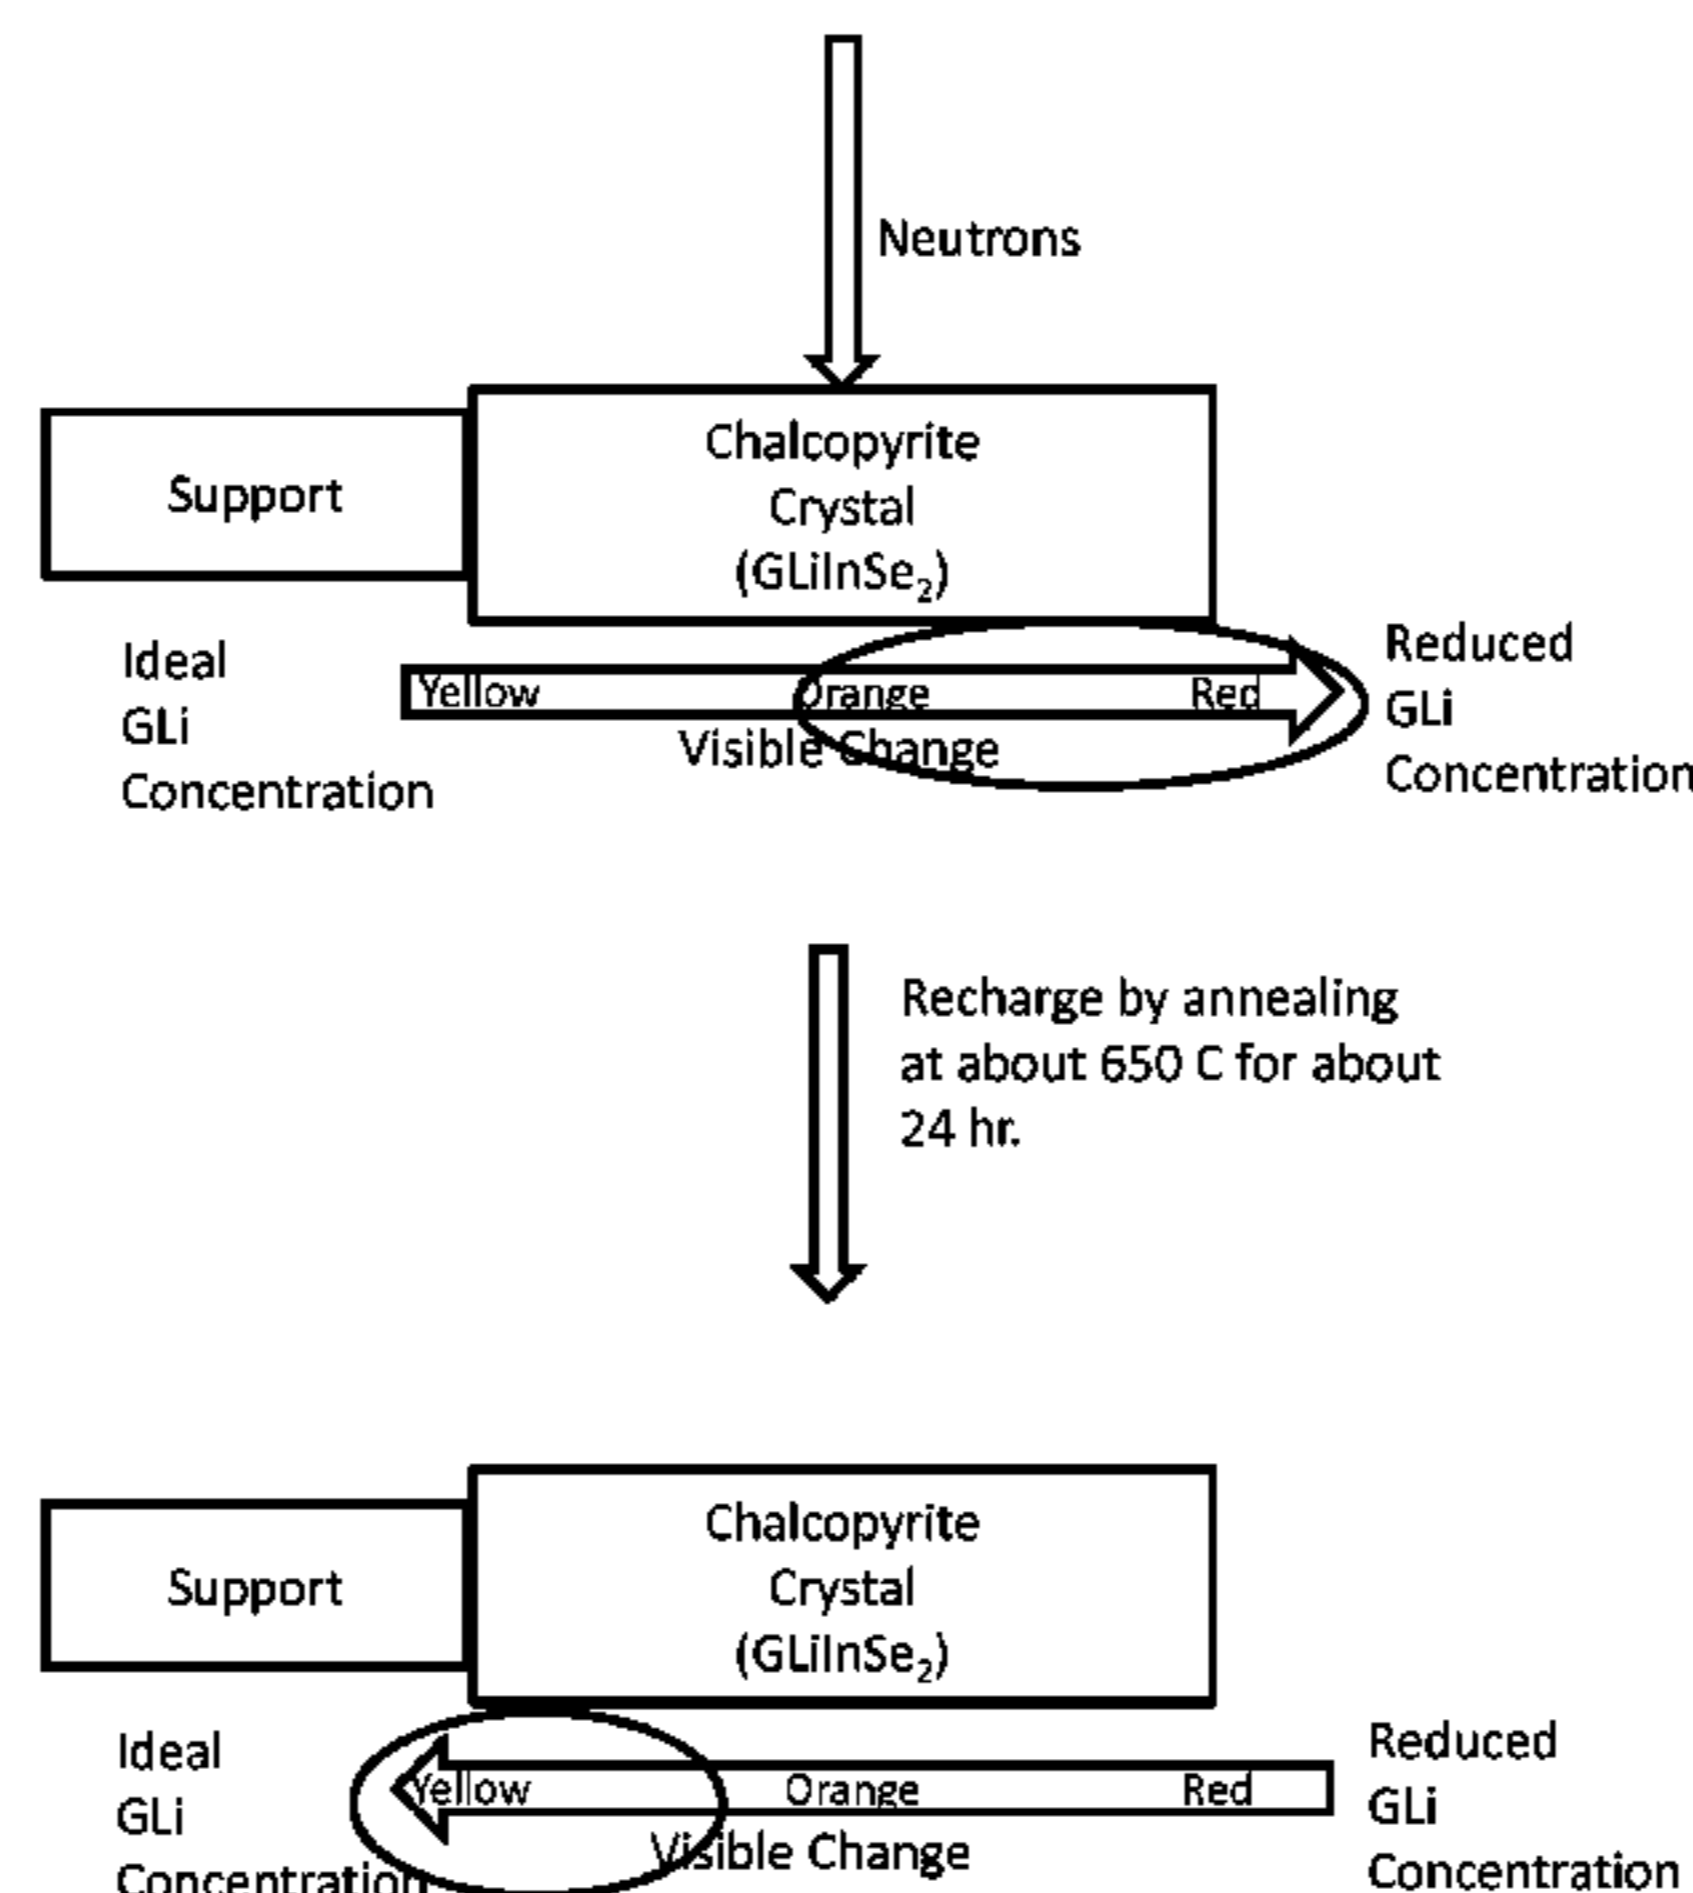 Neutrons
Chalcopyrite
Crystal
(GLiInSe₂)
Support
Ideal
GLi
Concentration
Yellow
Orange
Red
Visible Change
Reduced
GLi
Concentration
Recharge by annealing
at about 650 C for about
24 hr.
Chalcopyrite
Crystal
(GLiInSe₂)
Support
Ideal
GLi
Concentration
Yellow
Orange
Red
Visible Change
Reduced
GLi
Concentration